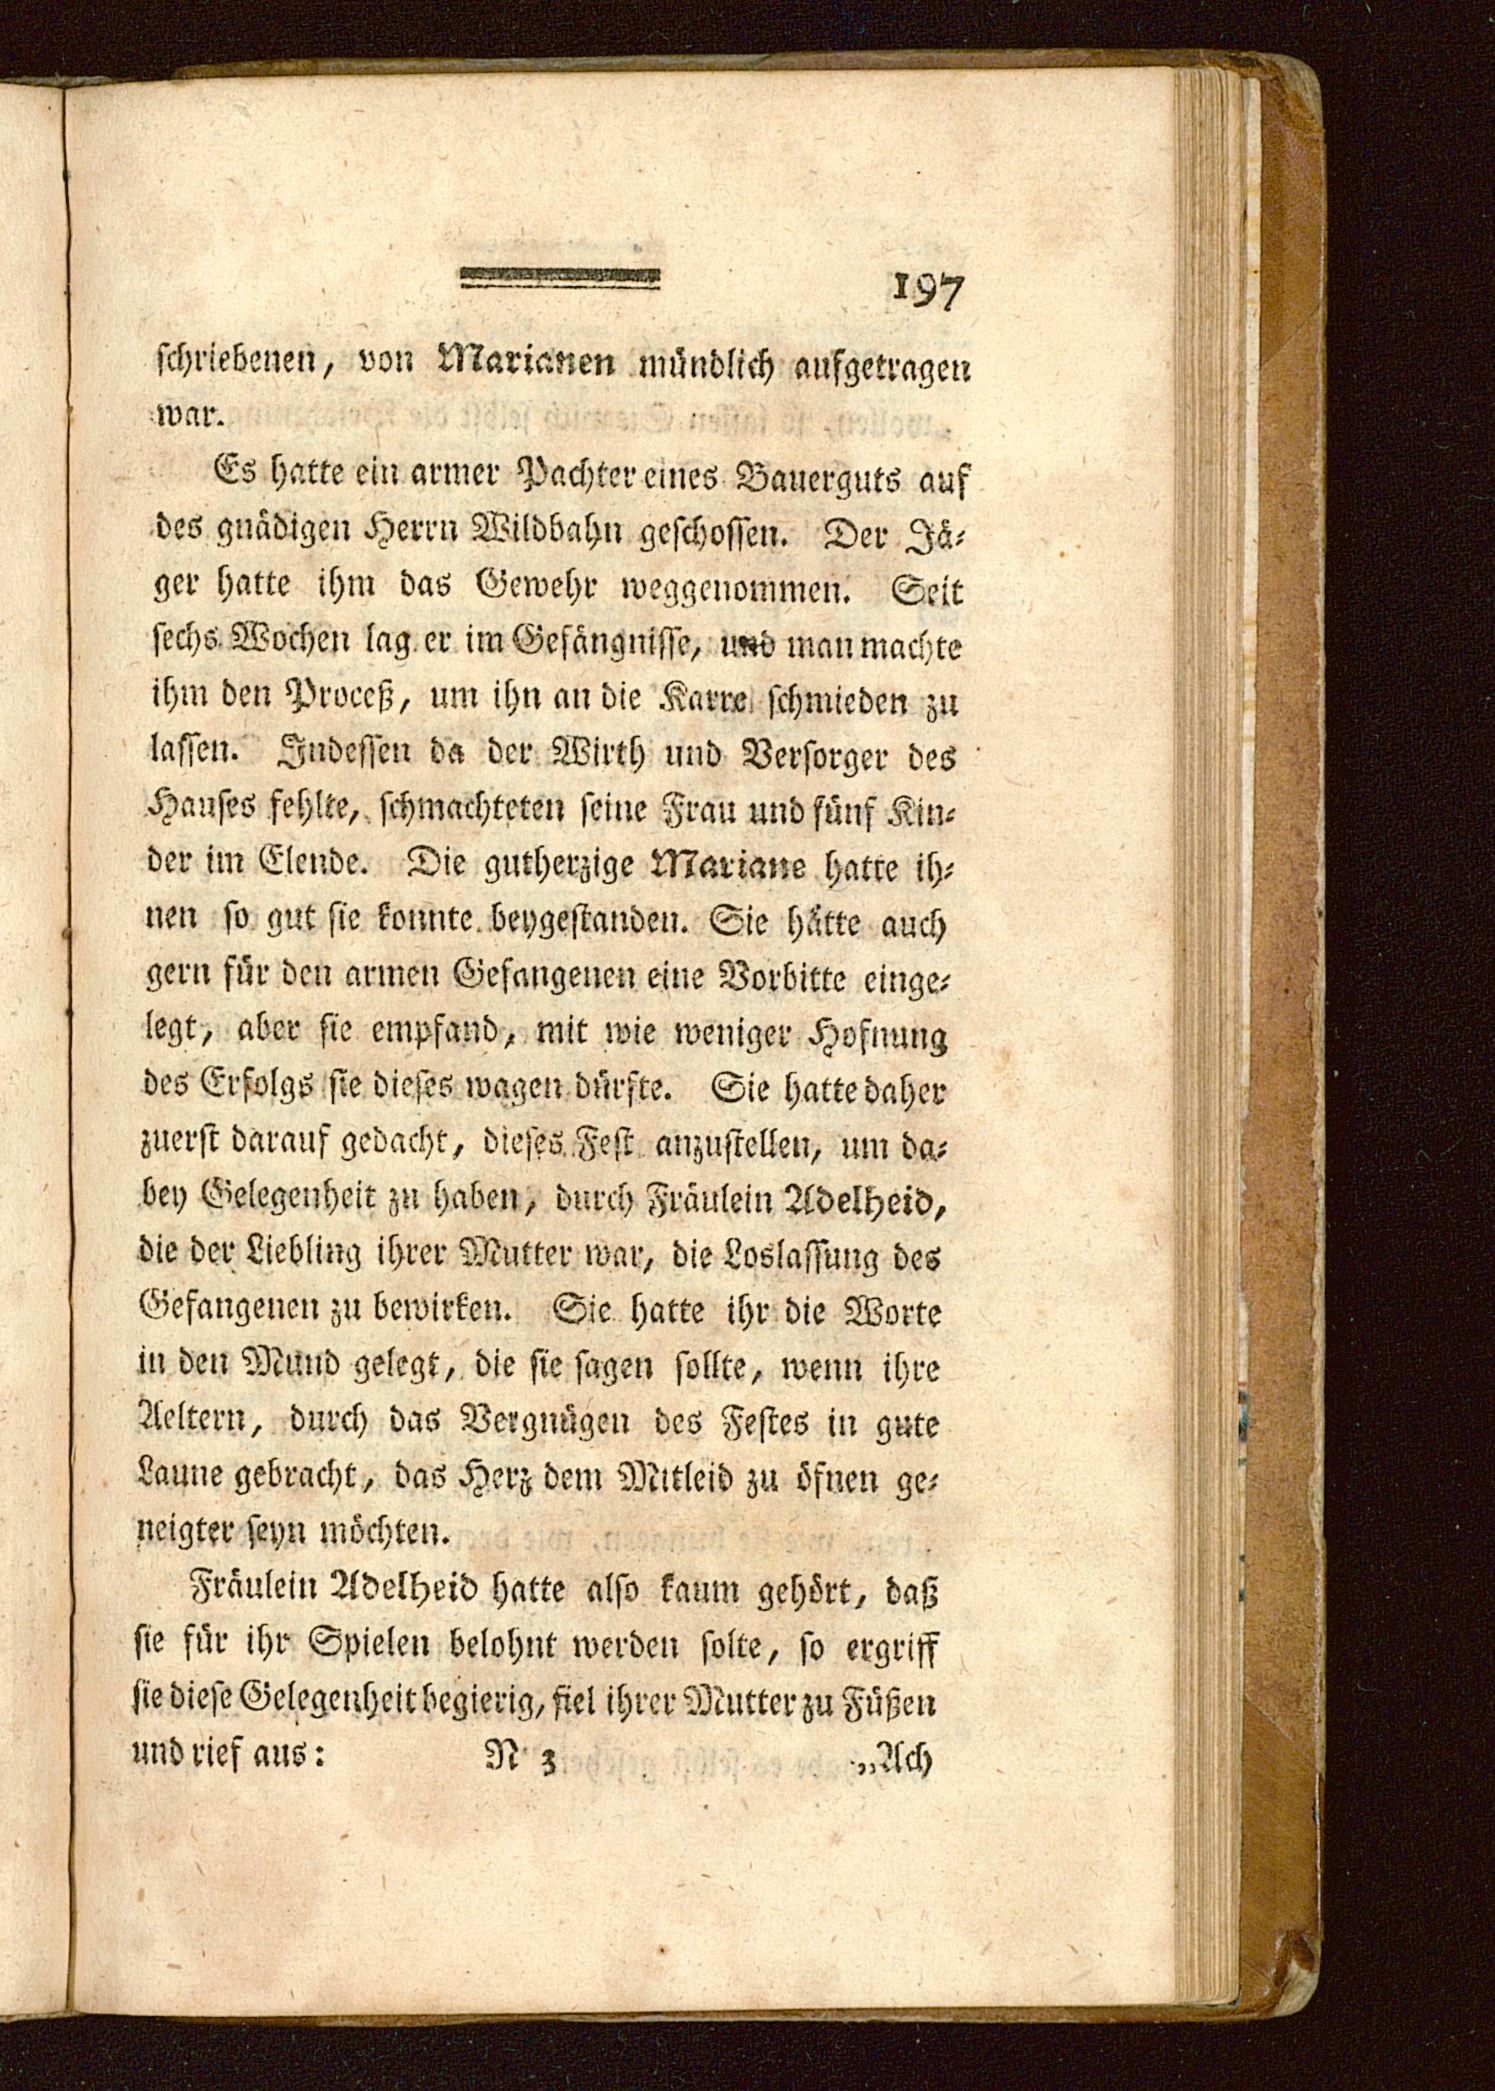 197
schriebenen, von Marianen mündlich aufgetragen
war.
Es hatte ein armer Pachter eines Bauerguts auf
des gnädigen Herrn Wildbahn geschossen. Der Jä-
ger hatte ihm das Gewehr weggenommen. Seit
sechs Wochen lag er im Gefängnisse, und man machte
ihm den Proceß, um ihn an die Karre schmieden zu
lassen. Indessen da der Wirth und Versorger des
Hauses fehlte, schmachteten seine Frau und fünf Kin-
der im Elende. Die gutherzige Mariane hatte ih-
nen so gut sie konnte beygestanden. Sie hätte auch
gern für den armen Gefangenen eine Vorbitte einge-
legt, aber sie empfand, mit wie weniger Hofnung
des Erfolgs sie dieses wagen dürfte. Sie hatte daher
zuerst darauf gedacht, dieses Fest anzustellen, um da-
bey Gelegenheit zu haben, durch Fräulein Adelheid,
die der Liebling ihrer Mutter war, die Loslassung des
Gefangenen zu bewirken. Sie hatte ihr die Worte
in den Mund gelegt, die sie sagen sollte, wenn ihre
Aeltern, durch das Vergnügen des Festes in gute
Laune gebracht, das Herz dem Mitleid zu öfnen ge-
neigter seyn möchten.
Fräulein Adelheid hatte also kaum gehört, daß
sie für ihr Spielen belohnt werden solte, so ergriff
sie diese Gelegenheit begierig, fiel ihrer Mutter zu Füßen
und rief aus: N 3 „Ach